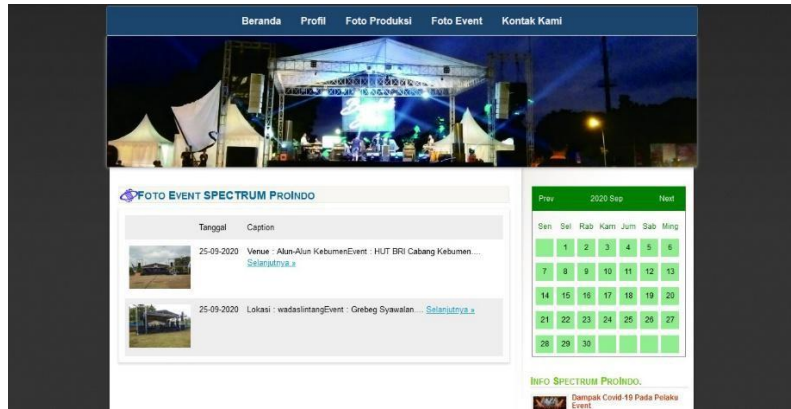 Beranda Profil Foto Produksi Foto Event Kontak Kami
FOTO EVENT SPECTRUM PROINDO
Tanggal Caption
25-09-2020 Venue : Alun-Alun KebumenEvent : HUT BRI Cabang Kebumen....
Selanjutnya »
25-09-2020 Lokasi : wadaslintangEvent : Grebeg Syawalan.... Selanjutnya »
Prev 2020 Sep Next
Sen Sel Rab Kam Jum Sab Ming
1 2 3 4 5 6
7 8 9 10 11 12 13
14 15 16 17 18 19 20
21 22 23 24 25 26 27
28 29 30
INFO SPECTRUM PROINDO.
Dampak Covid-19 Pada Pelaku
Event